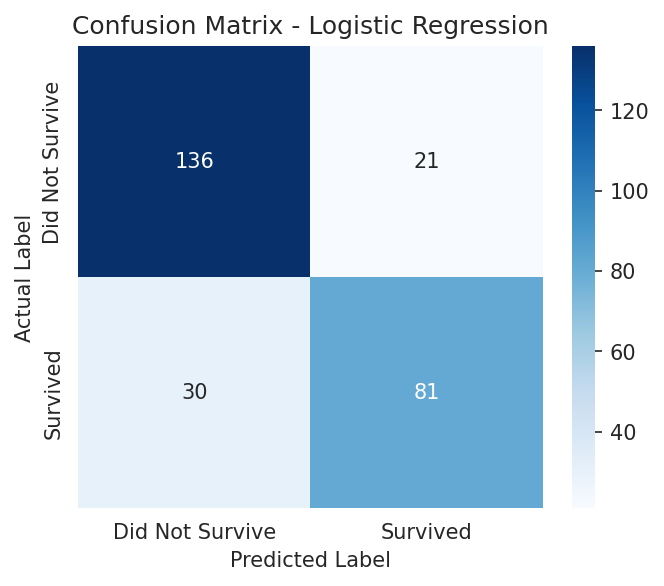 Confusion Matrix - Logistic Regression
Actual Label
Did Not Survive
Survived
136
21
30
81
Did Not Survive
Survived
Predicted Label
120
100
80
60
40